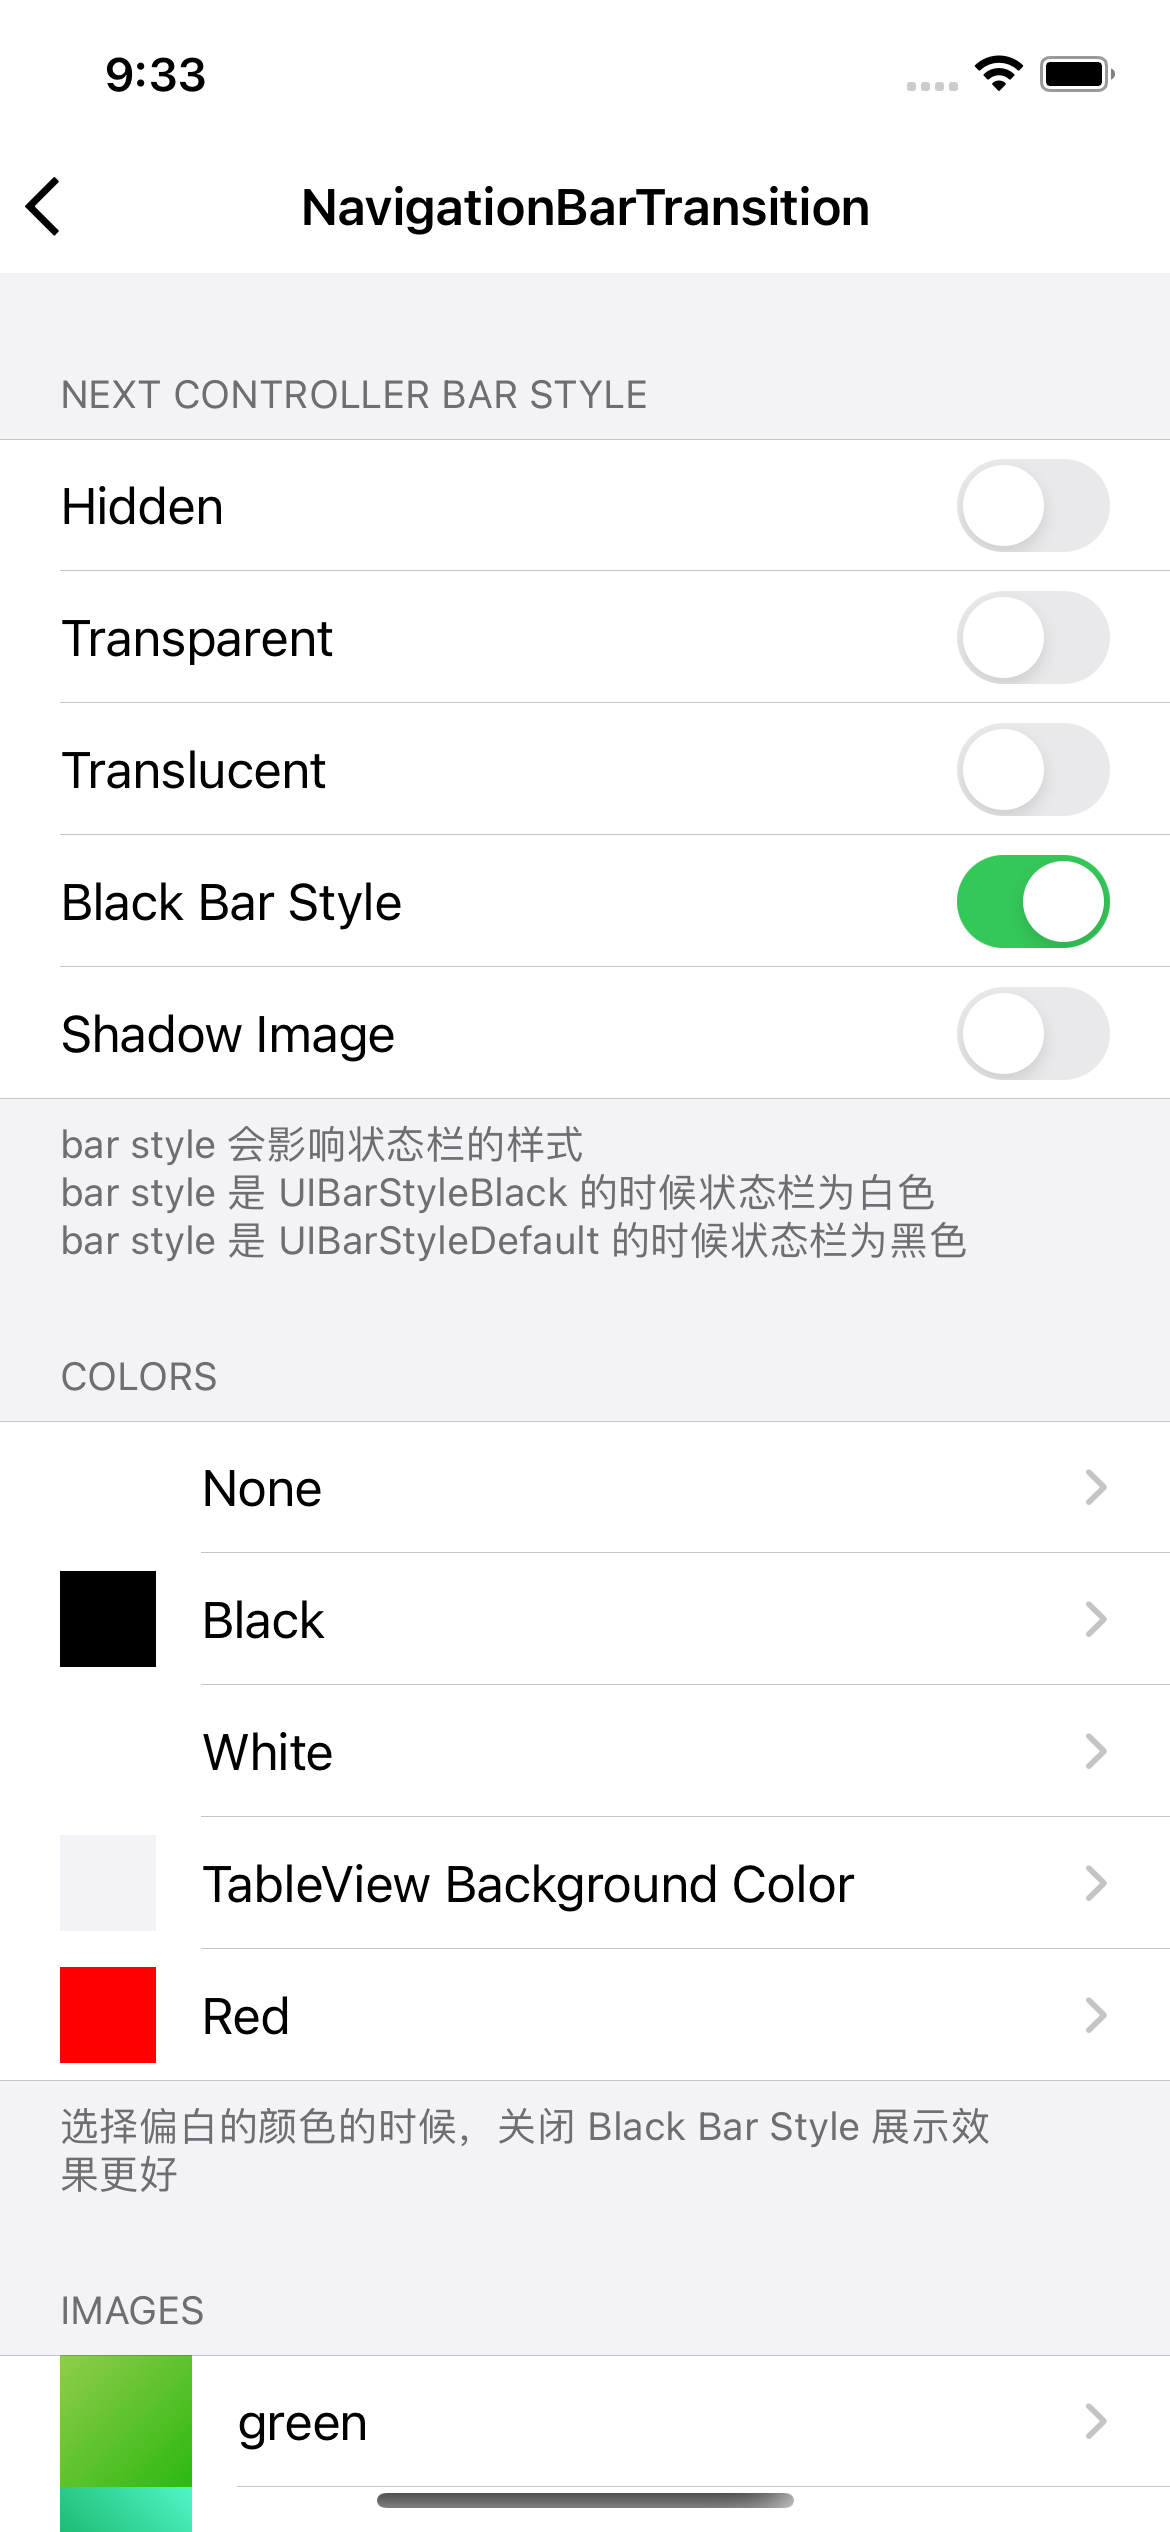 9:33
NavigationBarTransition
NEXT CONTROLLER BAR STYLE
Hidden
Transparent
Translucent
Black Bar Style
Shadow Image
bar style 会影响状态栏的样式
bar style 是 UIBarStyleBlack 的时候状态栏为白色
bar style 是 UIBarStyleDefault 的时候状态栏为黑色
COLORS
None
Black
White
TableView Background Color
Red
选择偏白的颜色的时候，关闭 Black Bar Style 展示效
果更好
IMAGES
green